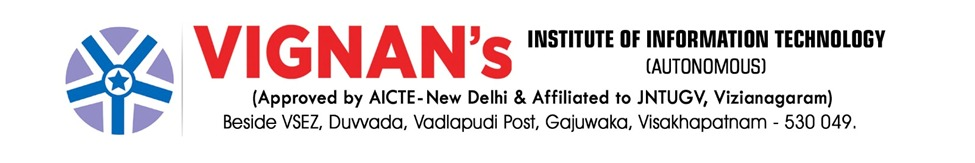 VIGNAN's INSTITUTE OF INFORMATION TECHNOLOGY
(AUTONOMOUS)
(Approved by AICTE-New Delhi & Affiliated to JNTUGV, Vizianagaram)
Beside VSEZ, Duvvada, Vadlapudi Post, Gajuwaka, Visakhapatnam - 530 049.